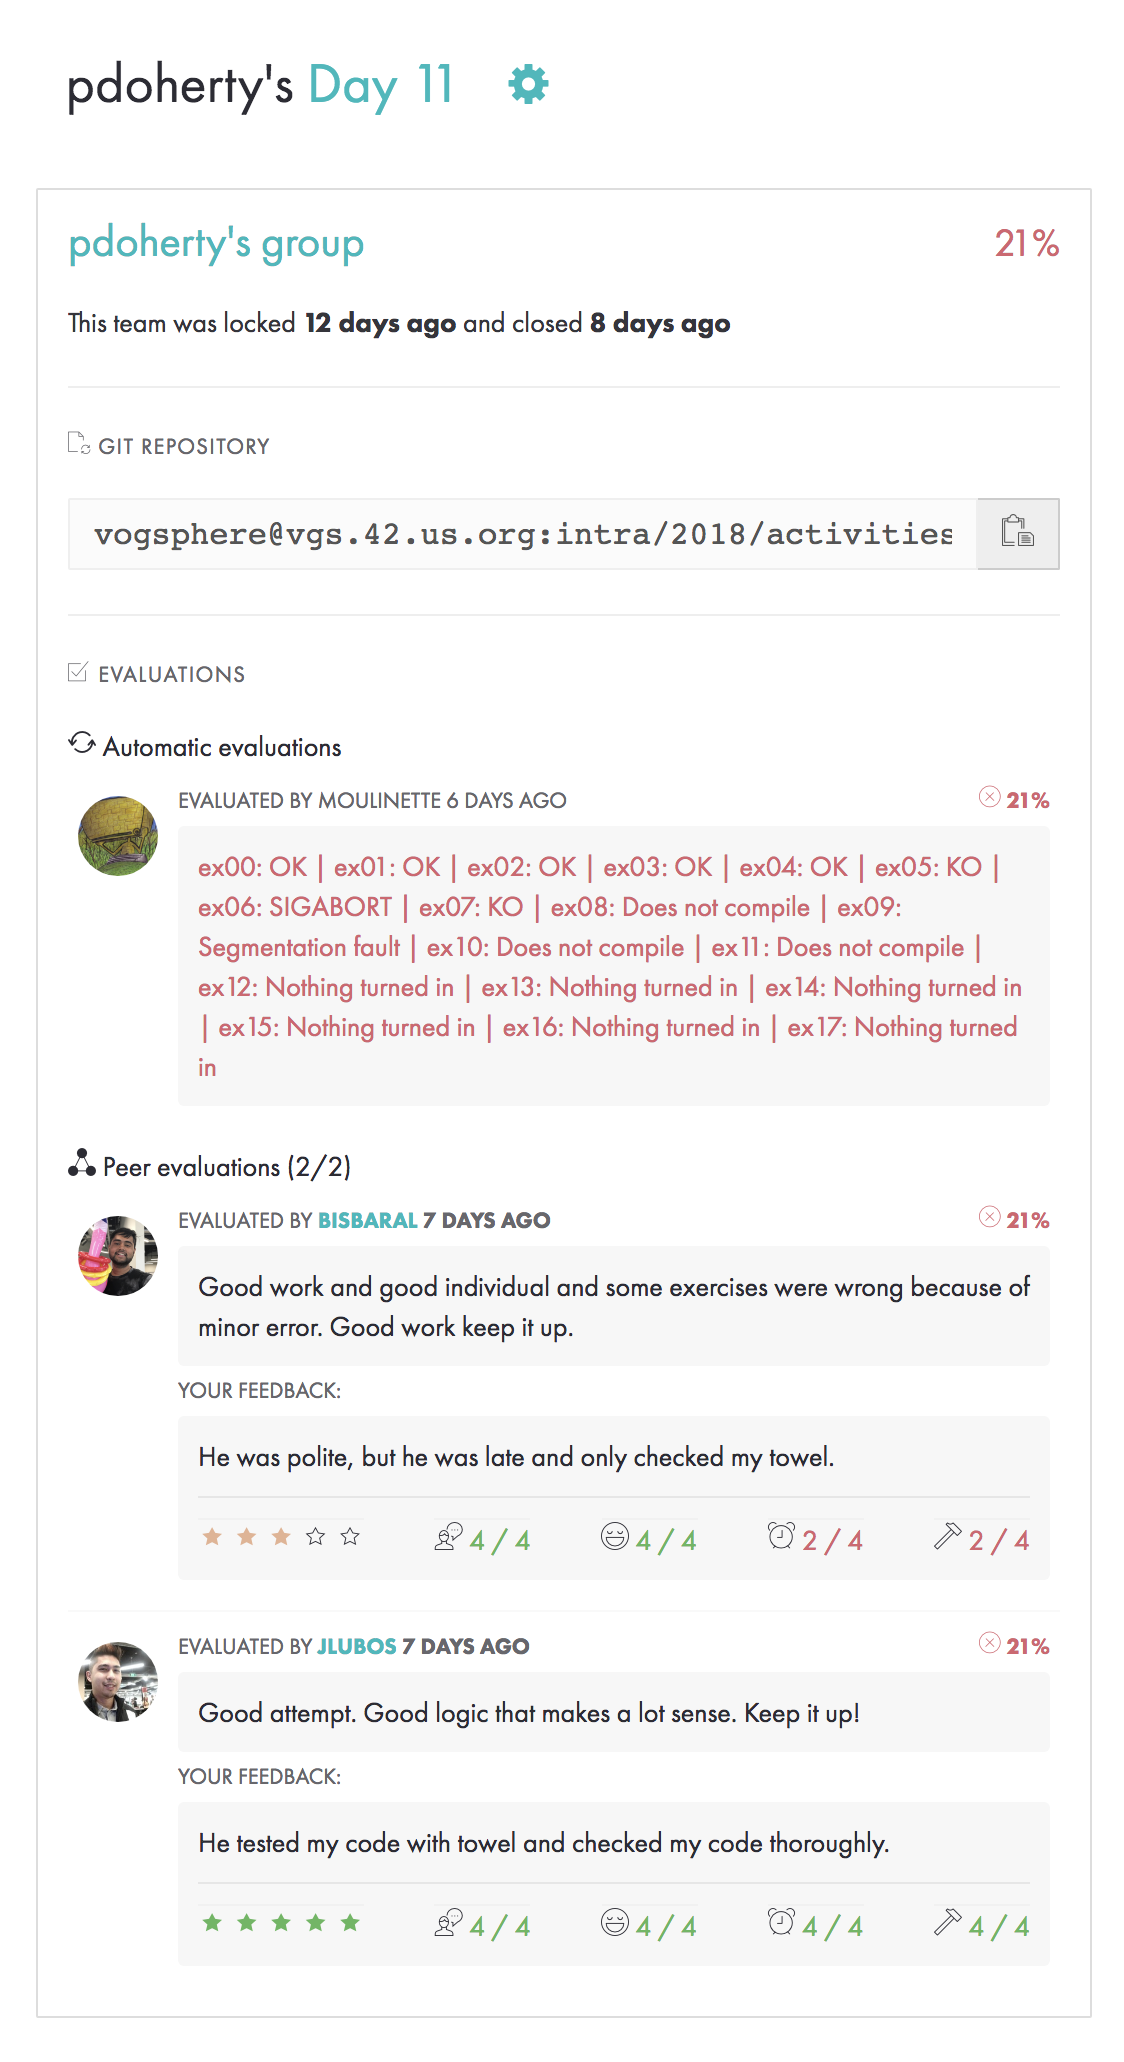 pdoherty's Day 11
pdoherty's group
21%
This team was locked 12 days ago and closed 8 days ago
GIT REPOSITORY
vogsphere@vgs.42.us.org:intra/2018/activities
EVALUATIONS
Automatic evaluations
EVALUATED BY MOULINETTE 6 DAYS AGO
21%
ex00: OK | ex01: OK | ex02: OK | ex03: OK | ex04: OK | ex05: KO |
ex06: SIGABORT | ex07: KO | ex08: Does not compile | ex09:
Segmentation fault | ex10: Does not compile | ex11: Does not compile |
ex12: Nothing turned in | ex13: Nothing turned in | ex14: Nothing turned in
| ex15: Nothing turned in | ex16: Nothing turned in | ex17: Nothing turned
in
Peer evaluations (2/2)
EVALUATED BY BISBARAL 7 DAYS AGO
21%
Good work and good individual and some exercises were wrong because of
minor error. Good work keep it up.
YOUR FEEDBACK:
He was polite, but he was late and only checked my towel.
4 / 4
4 / 4
2 / 4
2 / 4
EVALUATED BY JLUBOS 7 DAYS AGO
21%
Good attempt. Good logic that makes a lot sense. Keep it up!
YOUR FEEDBACK:
He tested my code with towel and checked my code thoroughly.
4 / 4
4 / 4
4 / 4
4 / 4